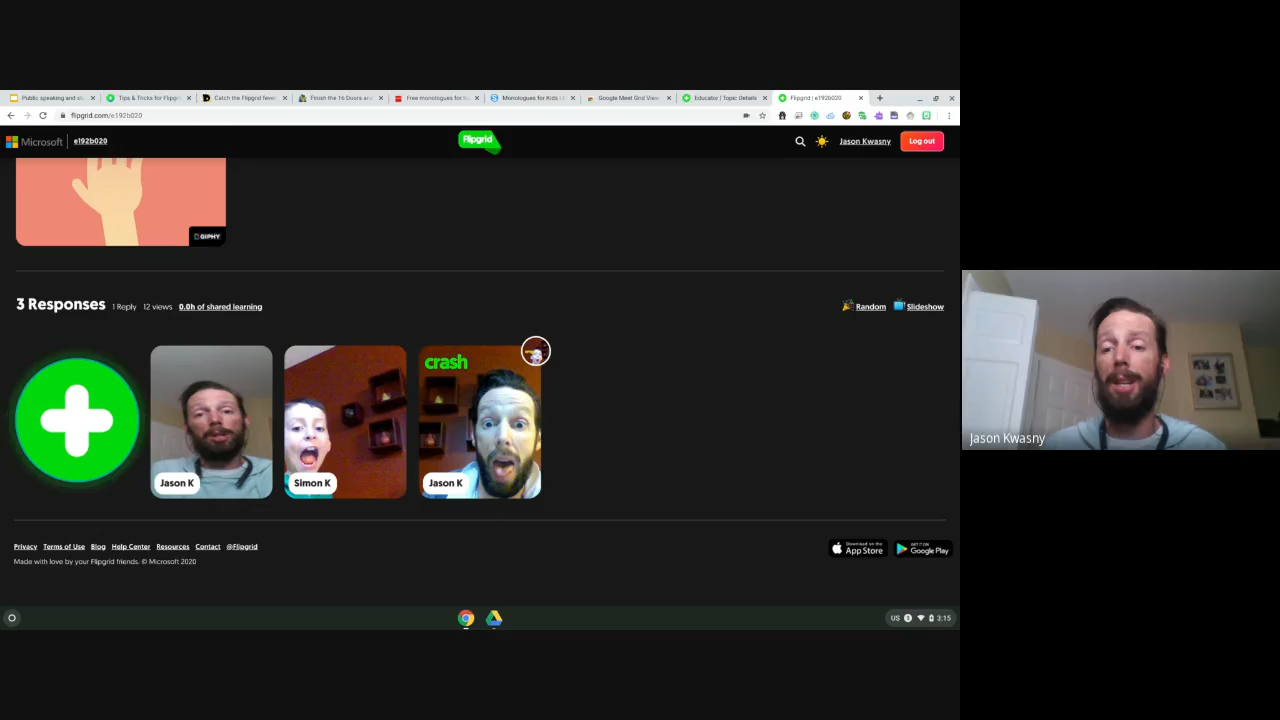 Public speaking and st
Tips & Tricks for Flipgri
Catch the Flipgrid fever
Finish the 16 Doors and
Free monologues for
Monologues for Kids |
Google Meet Grid View
Educator | Topic Details
Flipgrid | e192b020
flipgrid.com/e192b020
Microsoft
e192b020
Flipgrid
Jason Kwasny
Log out
GIPHY
3 Responses
1 Reply
12 views
0.0h of shared learning
Random
Slideshow
crash
Jason K
Simon K
Jason K
Jason Kwasny
Privacy
Terms of Use
Blog
Help Center
Resources
Contact
@Flipgrid
Download on the
App Store
GET IT ON
Google Play
Made with love by your Flipgrid friends. © Microsoft 2020
US
3:15